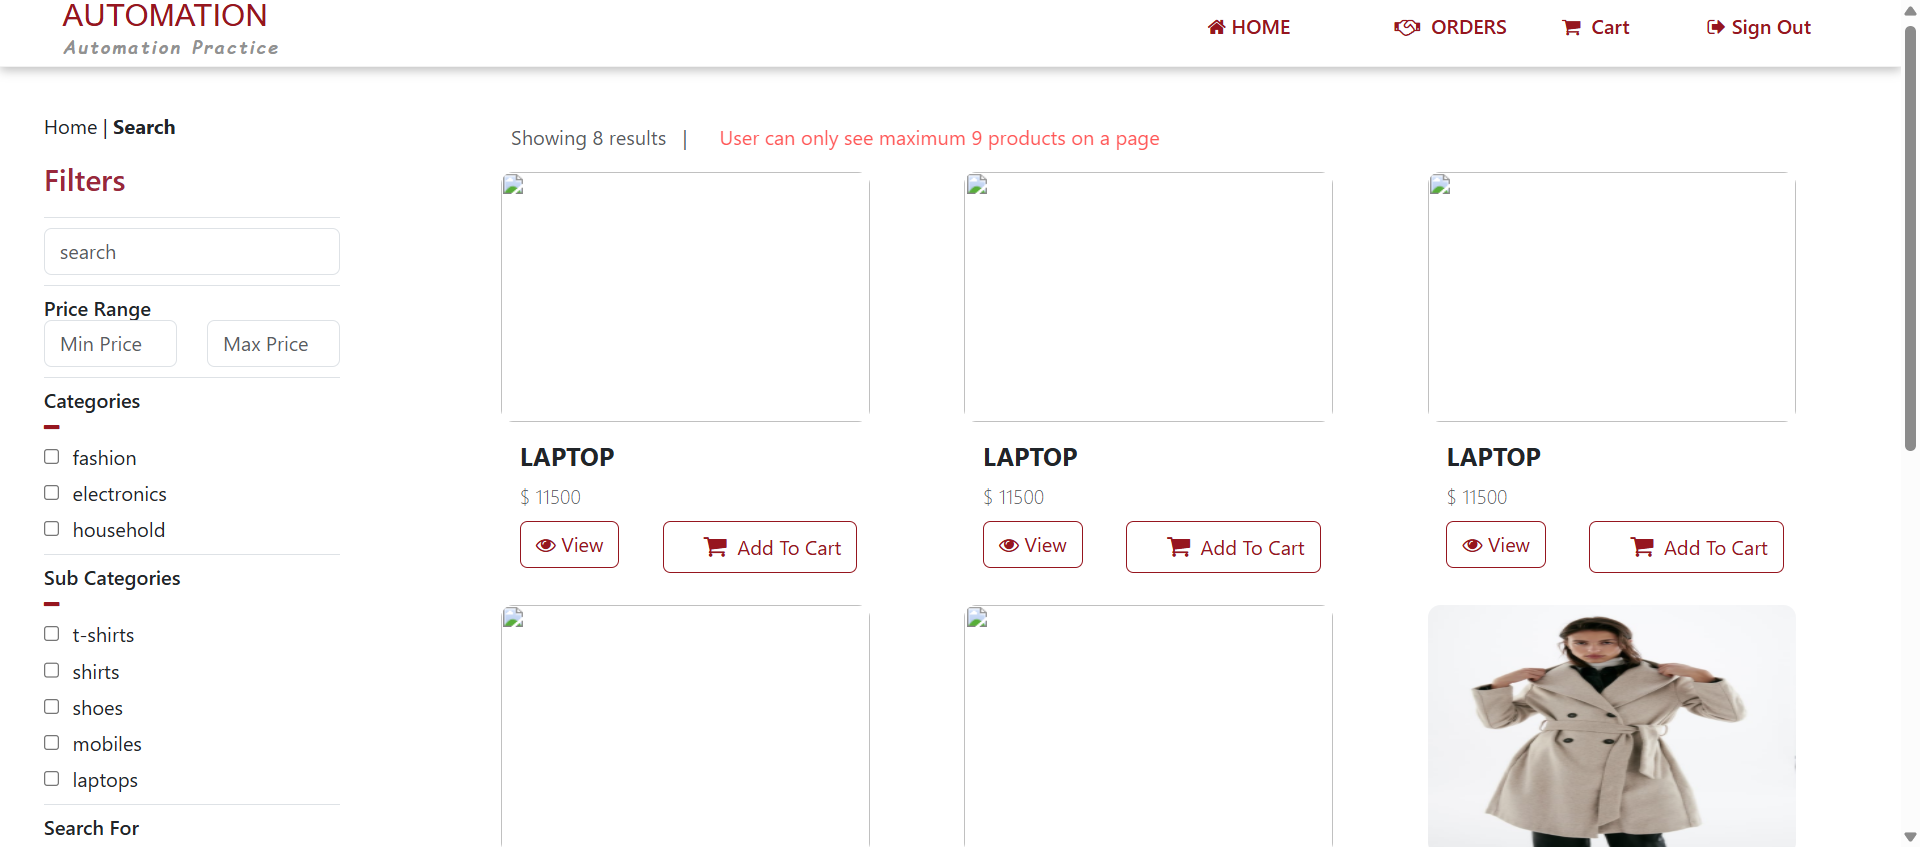 AUTOMATION
Automation Practice
HOME
ORDERS
Cart
Sign Out
Home | Search
Filters
search
Price Range
Min Price
Max Price
Categories
fashion
electronics
household
Sub Categories
t-shirts
shirts
shoes
mobiles
laptops
Search For
Showing 8 results |
User can only see maximum 9 products on a page
LAPTOP
$ 11500
View
Add To Cart
LAPTOP
$ 11500
View
Add To Cart
LAPTOP
$ 11500
View
Add To Cart